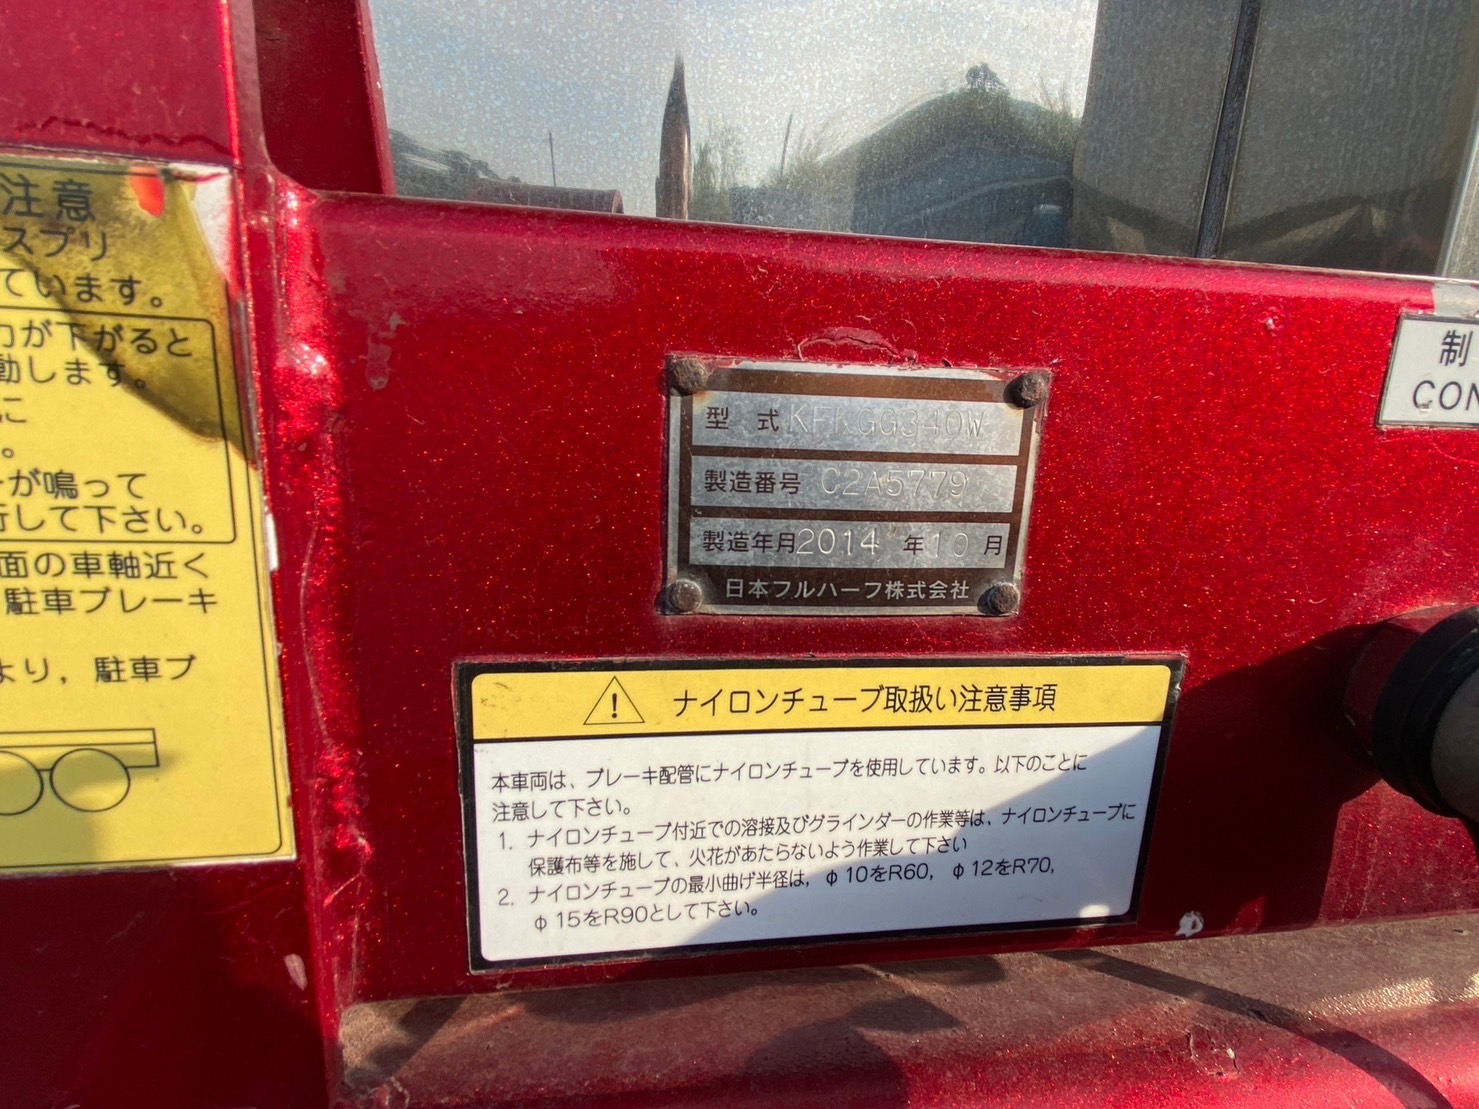 注意
スプリ
ています。
力が下がると
動します。
に
。
ーが鳴って
行して下さい。
面の車軸近く
駐車ブレーキ
より，駐車ブ
型 式 KFKGG340W
製造番号 C2A5779
製造年月 2014 年 10 月
日本フルハーフ株式会社
制
CON
! ナイロンチューブ取扱い注意事項
本車両は、ブレーキ配管にナイロンチューブを使用しています。以下のことに
注意して下さい。
1. ナイロンチューブ付近での溶接及びグラインダーの作業等は、ナイロンチューブに
保護布等を施して、火花があたらないよう作業して下さい
2. ナイロンチューブの最小曲げ半径は，φ10をR60，φ12をR70，
φ15をR90として下さい。